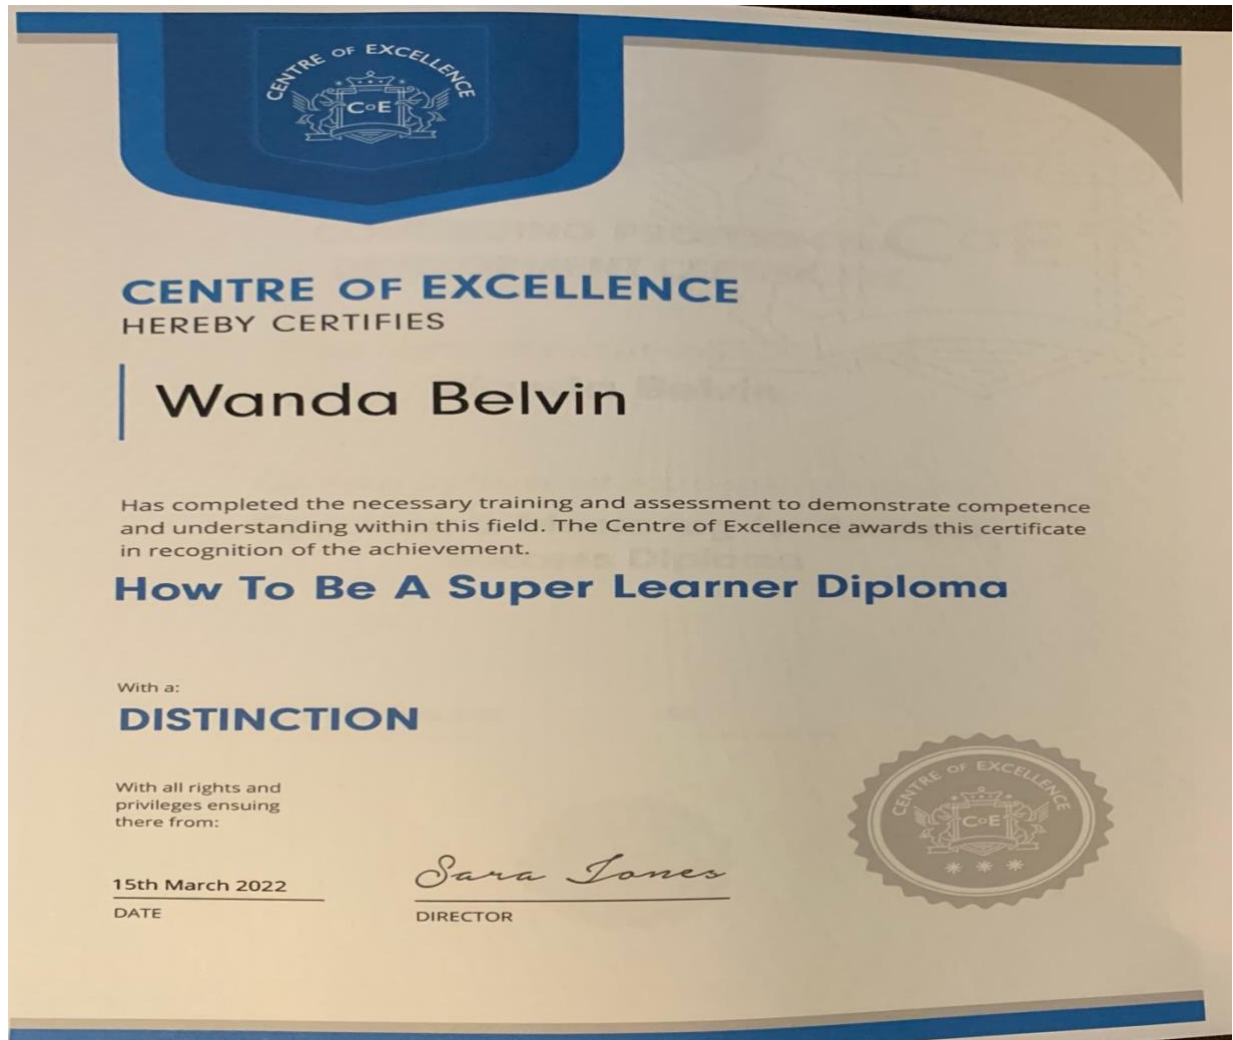 CENTRE OF EXCELLENCE
CoE
CENTRE OF EXCELLENCE
HEREBY CERTIFIES
Wanda Belvin
Has completed the necessary training and assessment to demonstrate competence
and understanding within this field. The Centre of Excellence awards this certificate
in recognition of the achievement.
How To Be A Super Learner Diploma
With a:
DISTINCTION
With all rights and
privileges ensuing
there from:
15th March 2022
DATE
Sara Jones
DIRECTOR
CENTRE OF EXCELLENCE
CoE